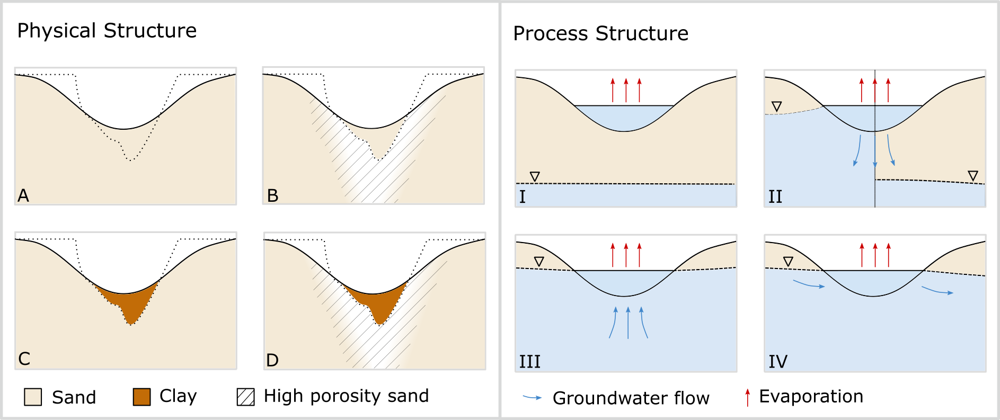 Physical Structure
A
B
C
D
Sand
Clay
High porosity sand
Process Structure
I
II
III
IV
Groundwater flow
Evaporation